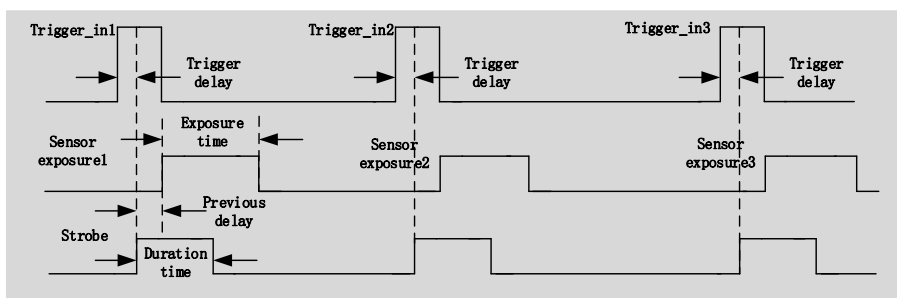 Trigger_in1
Trigger_in2
Trigger_in3
Trigger
delay
Trigger
delay
Trigger
delay
Exposure
time
Sensor
exposure1
Sensor
exposure2
Sensor
exposure3
Previous
delay
Strobe
Duration
time